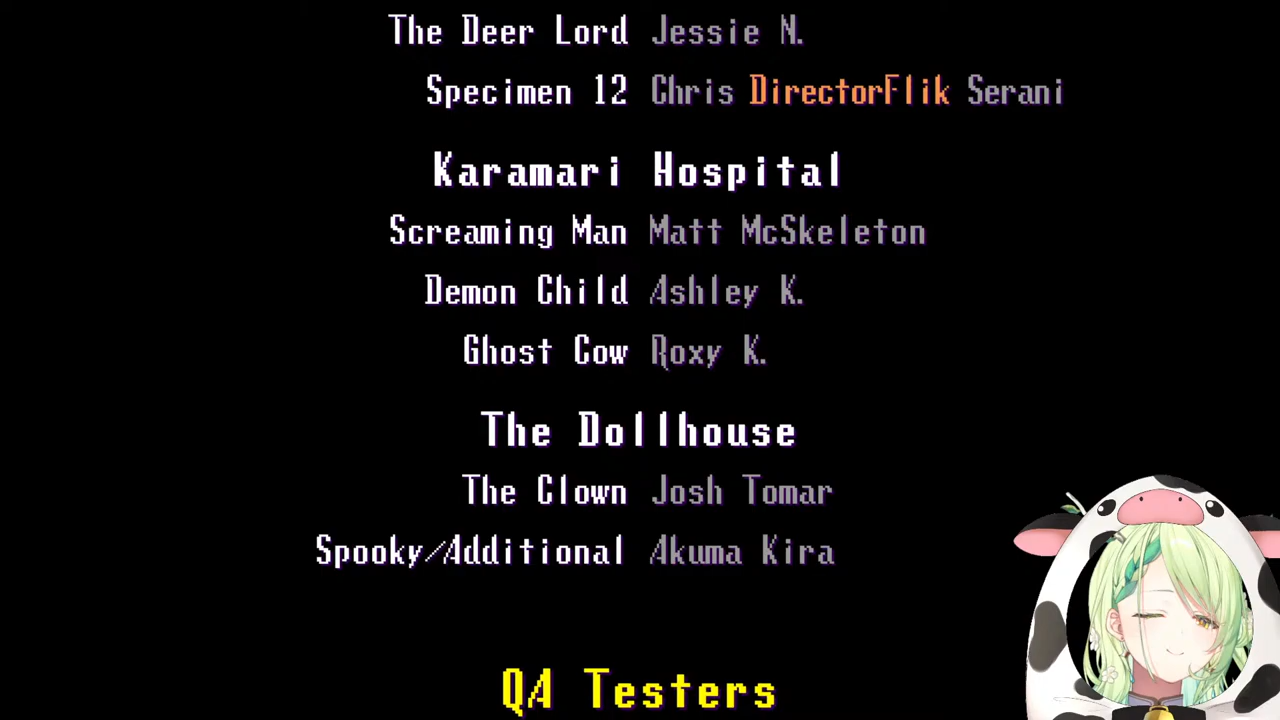 The Deer Lord Jessie N.
Specimen 12 Chris DirectorFlik Serani
Karamari Hospital
Screaming Man Matt McSkeleton
Demon Child Ashley K.
Ghost Cow Roxy K.
The Dollhouse
The Clown Josh Tomar
Spooky/Additional Akuma Kira
QA Testers